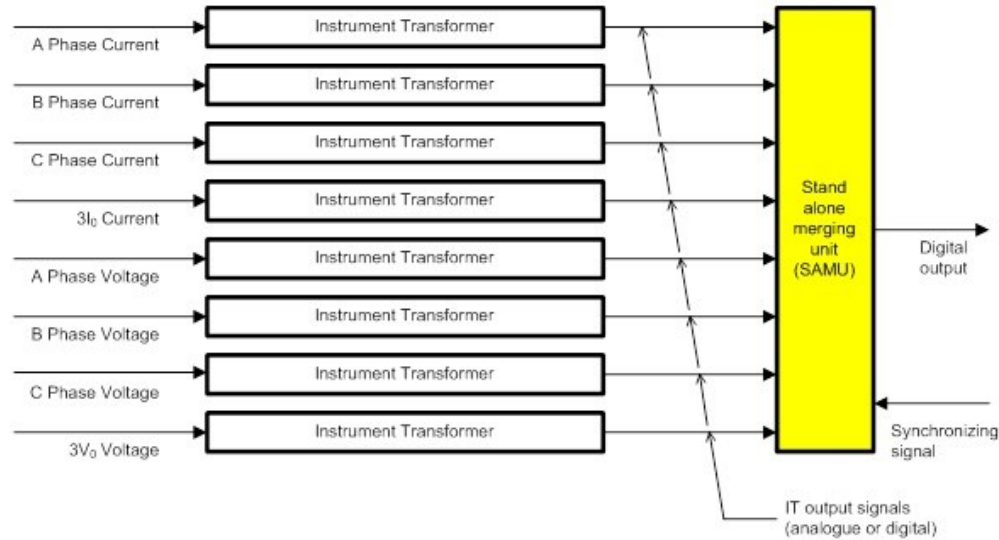 Instrument Transformer
A Phase Current
Instrument Transformer
B Phase Current
Instrument Transformer
C Phase Current
Instrument Transformer
3I₀ Current
Instrument Transformer
A Phase Voltage
Instrument Transformer
B Phase Voltage
Instrument Transformer
C Phase Voltage
Instrument Transformer
3V₀ Voltage
Stand
alone
merging
unit
(SAMU)
Digital
output
Synchronizing
signal
IT output signals
(analogue or digital)